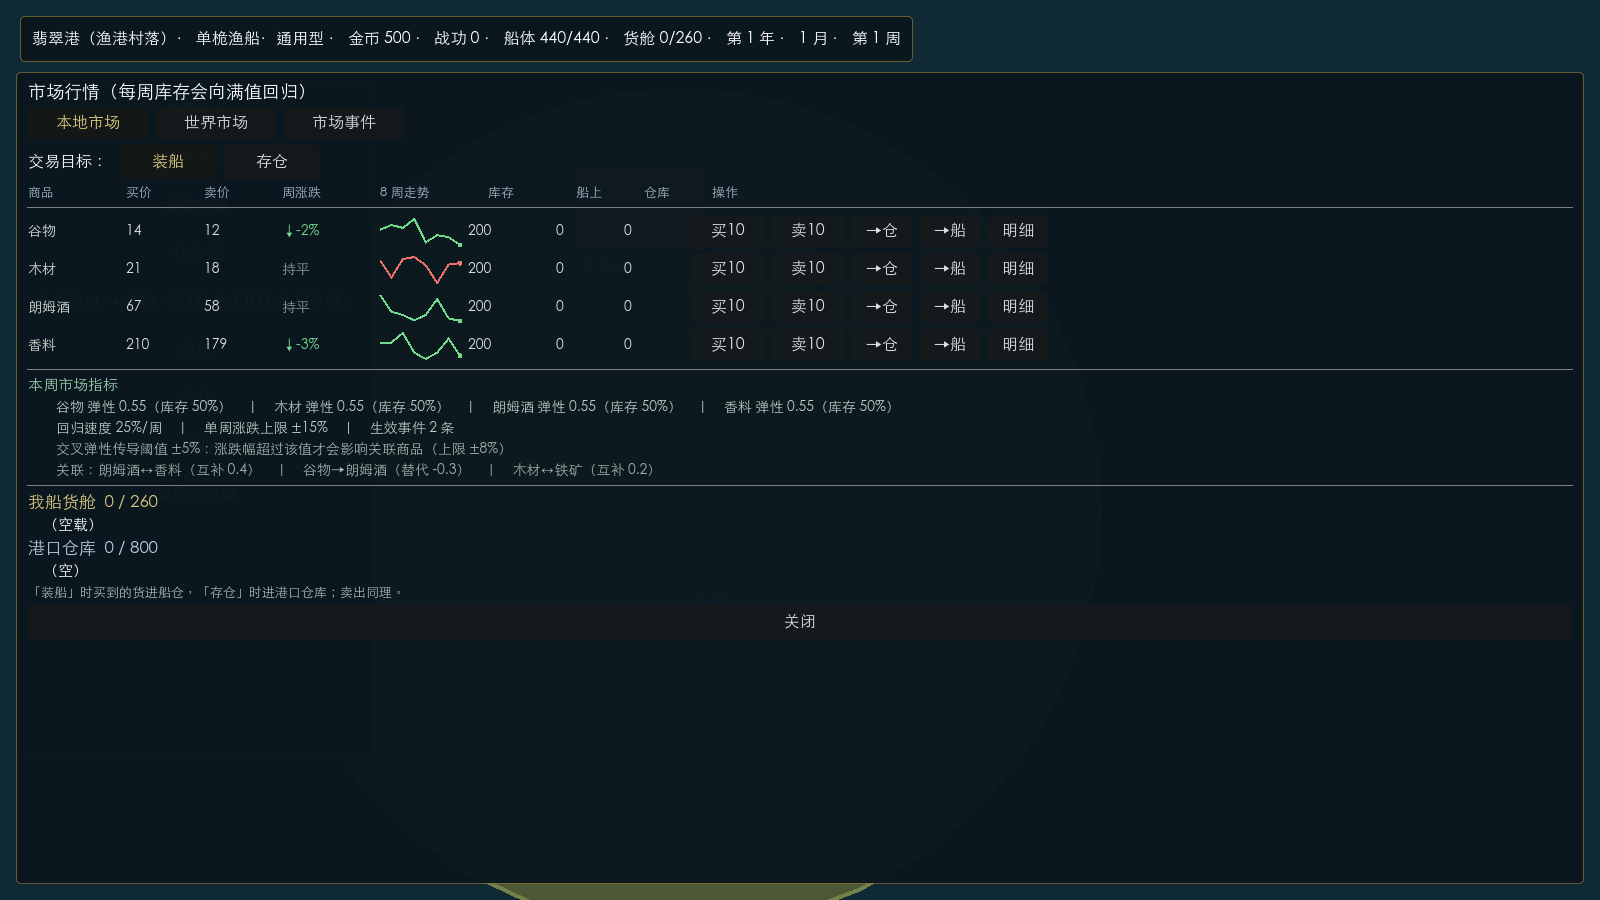 翡翠港（渔港村落）· 单桅渔船· 通用型 · 金币 500 · 战功 0 · 船体 440/440 · 货舱 0/260 · 第 1 年 · 1 月 · 第 1 周
市场行情（每周库存会向满值回归）
本地市场 世界市场 市场事件
交易目标： 装船 存仓
商品 买价 卖价 周涨跌 8 周走势 库存 船上 仓库 操作
谷物 14 12 ↓-2% 200 0 0 买10 卖10 →仓 →船 明细
木材 21 18 持平 200 0 0 买10 卖10 →仓 →船 明细
朗姆酒 67 58 持平 200 0 0 买10 卖10 →仓 →船 明细
香料 210 179 ↓-3% 200 0 0 买10 卖10 →仓 →船 明细
本周市场指标
谷物 弹性 0.55（库存 50%） | 木材 弹性 0.55（库存 50%） | 朗姆酒 弹性 0.55（库存 50%） | 香料 弹性 0.55（库存 50%）
回归速度 25%/周 | 单周涨跌上限 ±15% | 生效事件 2 条
交叉弹性传导阈值 ±5%：涨跌幅超过该值才会影响关联商品（上限 ±8%）
关联：朗姆酒↔香料（互补 0.4） | 谷物→朗姆酒（替代 -0.3） | 木材↔铁矿（互补 0.2）
我船货舱 0 / 260
（空载）
港口仓库 0 / 800
（空）
「装船」时买到的货进船仓，「存仓」时进港口仓库；卖出同理。
关闭